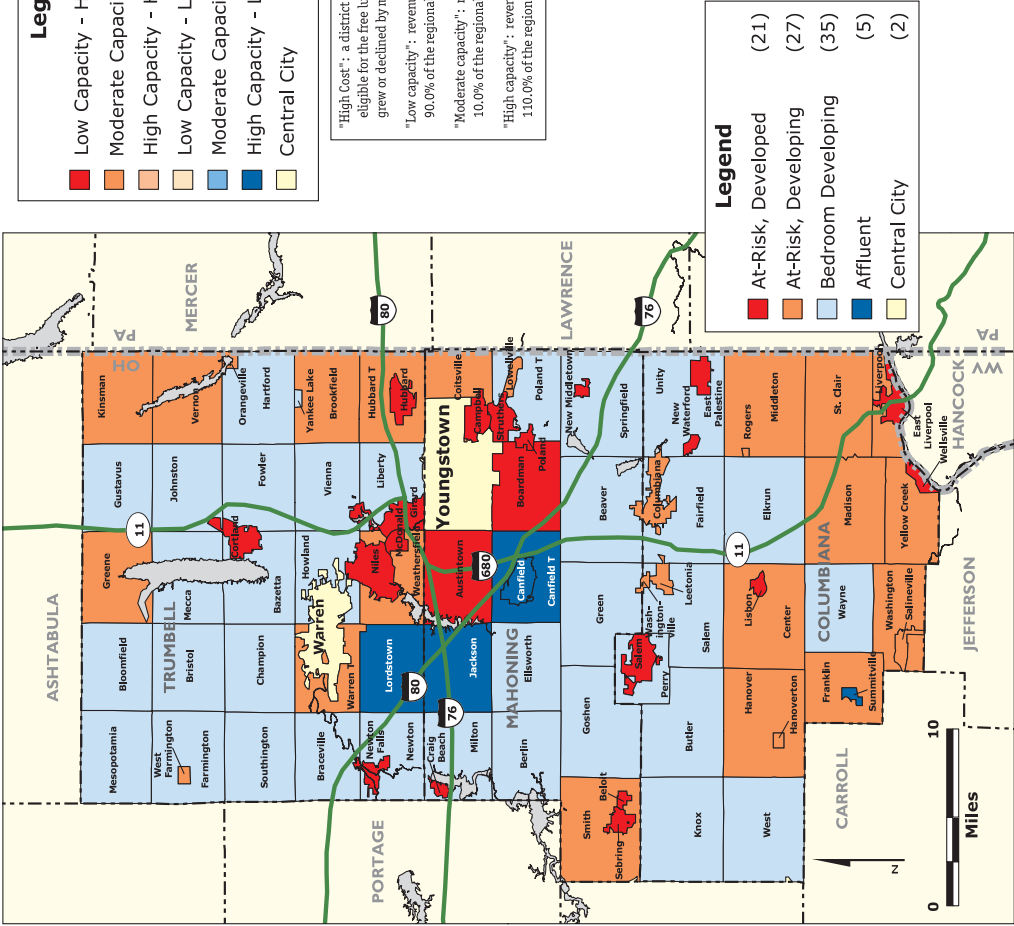 Leg
Low Capacity - H
Moderate Capaci
High Capacity -
Low Capacity -
Moderate Capac
High Capacity - L
Central City
"High Cost": a district
eligible for the free lu
grew or declined by m
"Low capacity": revenu
90.0% of the regional
"Moderate capacity": r
10.0% of the regional
"High capacity": reven
110.0% of the region
Legend
At-Risk, Developed (21)
At-Risk, Developing (27)
Bedroom Developing (35)
Affluent (5)
Central City (2)
ASHTABULA
MERCER
PA
OH
TRUMBELL
Kinsman
Vernon
Orangeville
Hartford
Yankee Lake
Brookfield
Hubbard T
Hubbard
Gustavus
Johnston
Fowler
Vienna
Liberty
Girard
McDonald
Weathersfield
Niles
11
Greene
Cortland
Mecca
Bazetta
Howland
Warren
Bloomfield
Bristol
Champion
Warren T
Lordstown
Mesopotamia
West
Farmington
Farmington
Southington
Braceville
Newton
Falls
Newton
80
80
PORTAGE
LAWRENCE
MAHONING
Coitsville
Lowellville
Campbell
Struthers
Poland T
Poland
Youngstown
Boardman
Austintown
680
Canfield
Canfield T
Jackson
Ellsworth
76
Craig
Beach
Milton
Berlin
New Middletown
Springfield
76
Beaver
Green
Goshen
Smith
Beloit
Sebring
COLUMBIANA
Unity
New
Waterford
East
Palestine
Columbiana
Fairfield
Leetonia
Wash-
ington-
ville
Salem
Salem
Perry
Butler
Knox
Rogers
Middleton
Elkrun
11
Lisbon
Center
Hanover
Hanoverton
West
St. Clair
Madison
Wayne
Franklin
Summitville
Liverpool
East
Liverpool
Wellsville
Yellow Creek
Washington
Salineville
HANCOCK
PA
WV
JEFFERSON
CARROLL
N
0
10
Miles